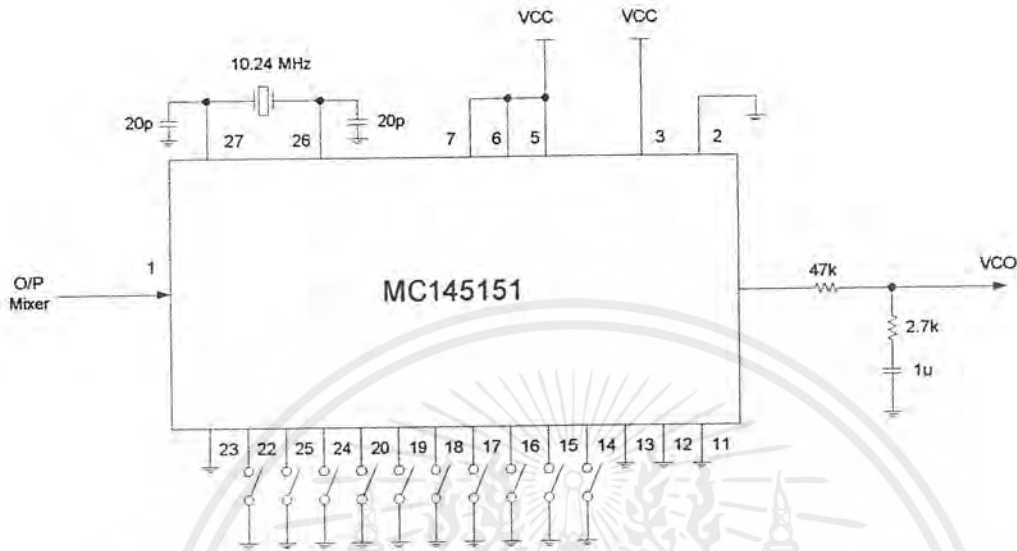 VCC VCC
10.24 MHz
20p 20p
27 26 7 6 5 3 2
1
O/P
Mixer
MC145151
47k
VCO
2.7k
1u
23 22 25 24 20 19 18 17 16 15 14 13 12 11